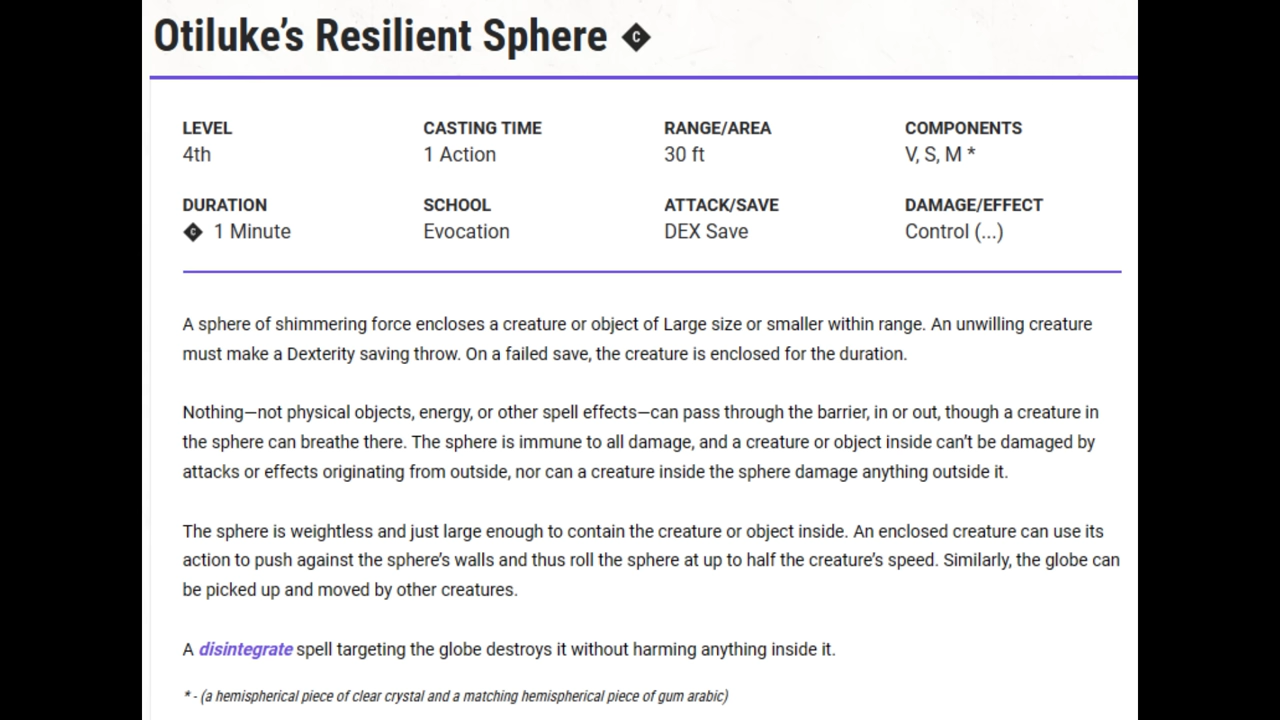 Otiluke’s Resilient Sphere C
LEVEL CASTING TIME RANGE/AREA COMPONENTS
4th 1 Action 30 ft V, S, M *
DURATION SCHOOL ATTACK/SAVE DAMAGE/EFFECT
C 1 Minute Evocation DEX Save Control (...)
A sphere of shimmering force encloses a creature or object of Large size or smaller within range. An unwilling creature
must make a Dexterity saving throw. On a failed save, the creature is enclosed for the duration.
Nothing—not physical objects, energy, or other spell effects—can pass through the barrier, in or out, though a creature in
the sphere can breathe there. The sphere is immune to all damage, and a creature or object inside can’t be damaged by
attacks or effects originating from outside, nor can a creature inside the sphere damage anything outside it.
The sphere is weightless and just large enough to contain the creature or object inside. An enclosed creature can use its
action to push against the sphere’s walls and thus roll the sphere at up to half the creature’s speed. Similarly, the globe can
be picked up and moved by other creatures.
A disintegrate spell targeting the globe destroys it without harming anything inside it.
* - (a hemispherical piece of clear crystal and a matching hemispherical piece of gum arabic)